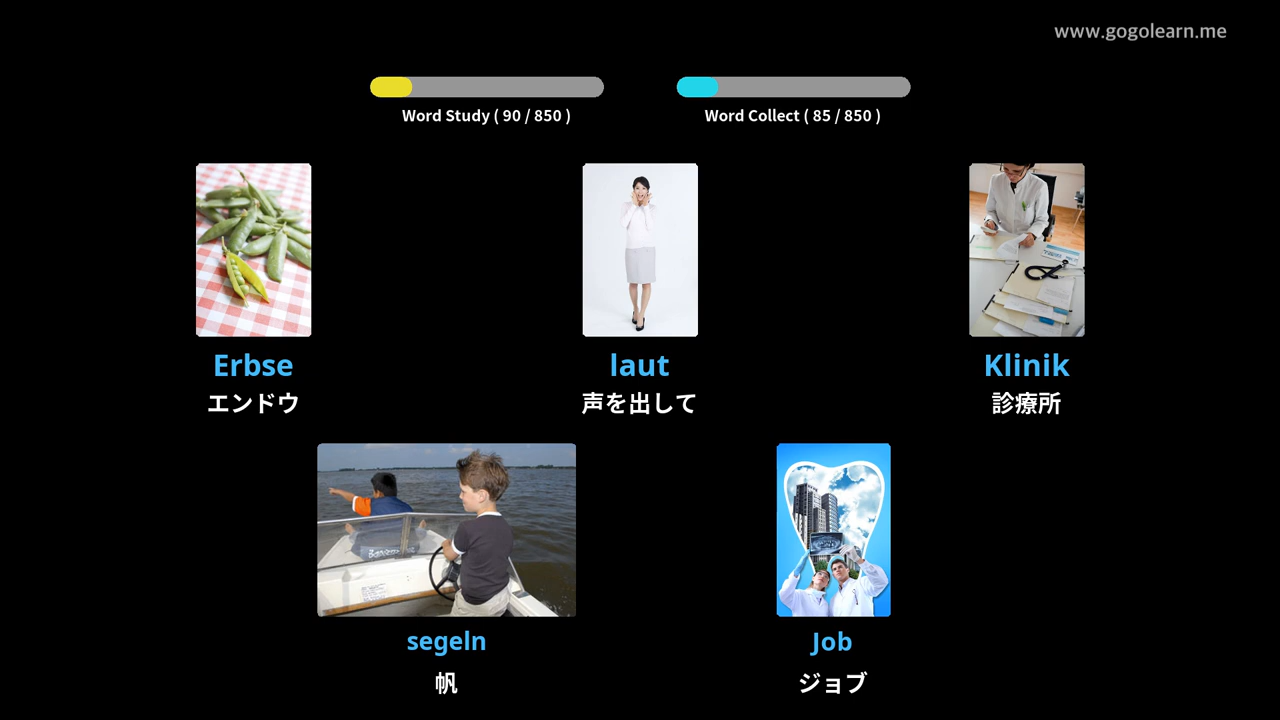 www.gogolearn.me
Word Study ( 90 / 850 )
Word Collect ( 85 / 850 )
Erbse
laut
Klinik
エンドウ
声を出して
診療所
segeln
Job
帆
ジョブ